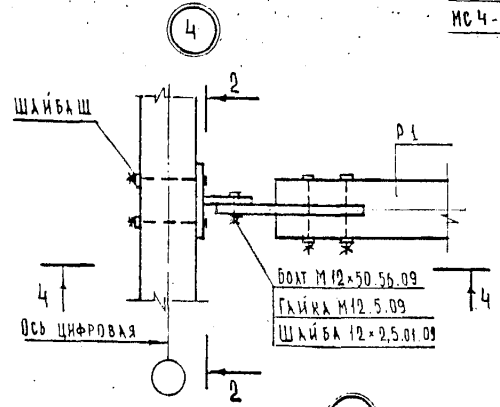 МС 4-
4
2
ШАЙБА Ш
Р 1
БОЛТ М 12×50.56.09
ГАЙКА М12.5.09
ШАЙБА 12×2,5.01.09
4
4
ОСЬ ЦИФРОВАЯ
2